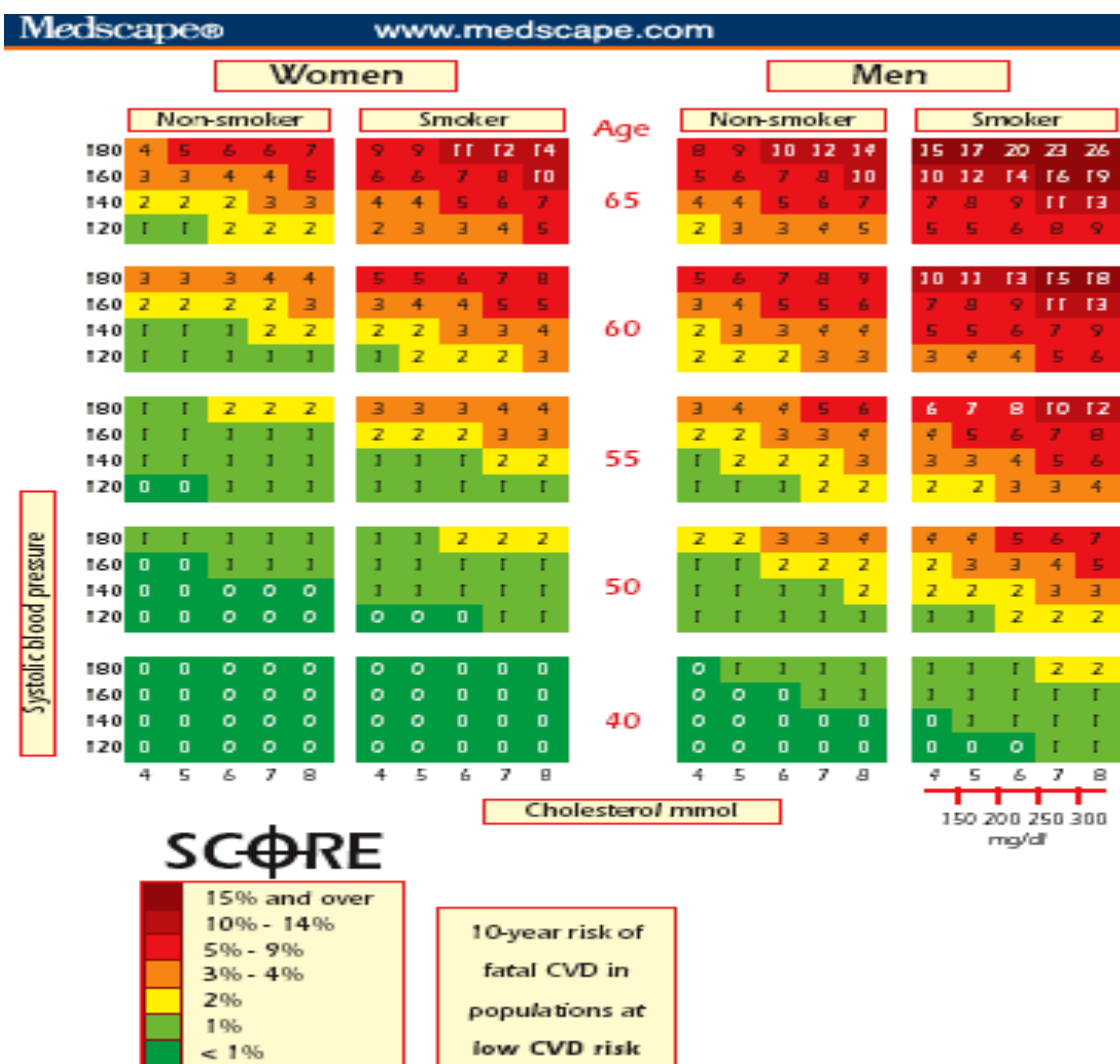 Medscape® www.medscape.com
Women Men
Non-smoker Smoker Age Non-smoker Smoker
180 4 5 6 6 7 9 9 11 12 14 8 9 10 12 14 15 17 20 23 26
160 3 3 4 4 5 6 6 7 8 10 5 6 7 8 10 10 12 14 16 19
65
140 2 2 2 3 3 4 4 5 6 7 4 4 5 6 7 7 8 9 11 13
120 1 1 2 2 2 2 3 3 4 5 2 3 3 4 5 5 5 6 8 9
180 3 3 3 4 4 5 5 6 7 8 5 6 7 8 9 10 11 13 15 18
160 2 2 2 2 3 3 4 4 5 5 3 4 5 5 6 7 8 9 11 13
60
140 1 1 1 2 2 2 2 3 3 4 2 3 3 4 4 5 5 6 7 9
120 1 1 1 1 1 1 2 2 2 3 2 2 2 3 3 3 4 4 5 6
180 1 1 2 2 2 3 3 3 4 4 3 4 4 5 6 6 7 8 10 12
160 1 1 1 1 1 2 2 2 3 3 2 2 3 3 4 4 5 6 7 8
55
140 1 1 1 1 1 1 1 1 2 2 1 2 2 2 3 3 3 4 5 6
120 0 0 1 1 1 1 1 1 1 1 1 1 1 2 2 2 2 3 3 4
Systolic blood pressure
180 1 1 1 1 1 1 1 2 2 2 2 2 3 3 4 4 4 5 6 7
160 0 0 1 1 1 1 1 1 1 1 1 1 2 2 2 2 3 3 4 5
50
140 0 0 0 0 0 1 1 1 1 1 1 1 1 1 2 2 2 2 3 3
120 0 0 0 0 0 0 0 0 1 1 1 1 1 1 1 1 1 2 2 2
180 0 0 0 0 0 0 0 0 0 0 0 1 1 1 1 1 1 1 2 2
160 0 0 0 0 0 0 0 0 0 0 0 0 0 1 1 1 1 1 1 1
40
140 0 0 0 0 0 0 0 0 0 0 0 0 0 0 0 0 1 1 1 1
120 0 0 0 0 0 0 0 0 0 0 0 0 0 0 0 0 0 0 1 1
4 5 6 7 8 4 5 6 7 8 4 5 6 7 8 4 5 6 7 8
Cholesterol mmol
150 200 250 300
mg/dl
SCORE
15% and over
10% - 14%
5% - 9%
3% - 4%
2%
1%
< 1%
10-year risk of
fatal CVD in
populations at
low CVD risk